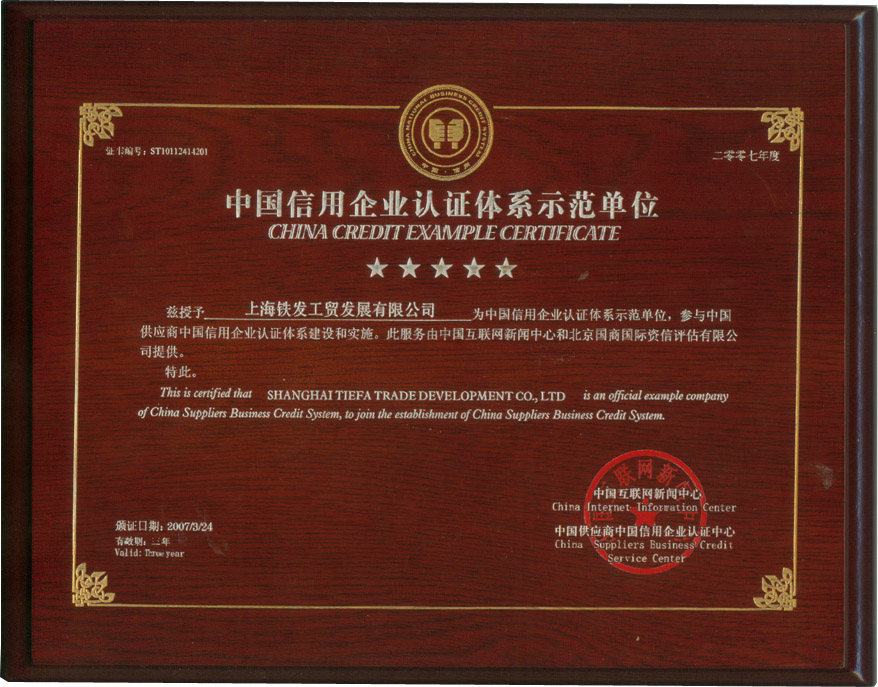 CHINA NATIONAL BUSINESS CREDIT SYSTEM
证书编号：ST10112414201
二零零七年度
中国信用企业认证体系示范单位
CHINA CREDIT EXAMPLE CERTIFICATE
兹授予 上海铁发工贸发展有限公司 为中国信用企业认证体系示范单位，参与中国
供应商中国信用企业认证体系建设和实施。此服务由中国互联网新闻中心和北京国商国际资信评估有限公
司提供。
特此。
This is certified that SHANGHAI TIEFA TRADE DEVELOPMENT CO., LTD is an official example company
of China Suppliers Business Credit System, to join the establishment of China Suppliers Business Credit System.
颁证日期：2007/3/24
有效期：三年
Valid: Three year
中国互联网新闻中心
China Internet Information Center
中国供应商中国信用企业认证中心
China Suppliers Business Credit
Service Center